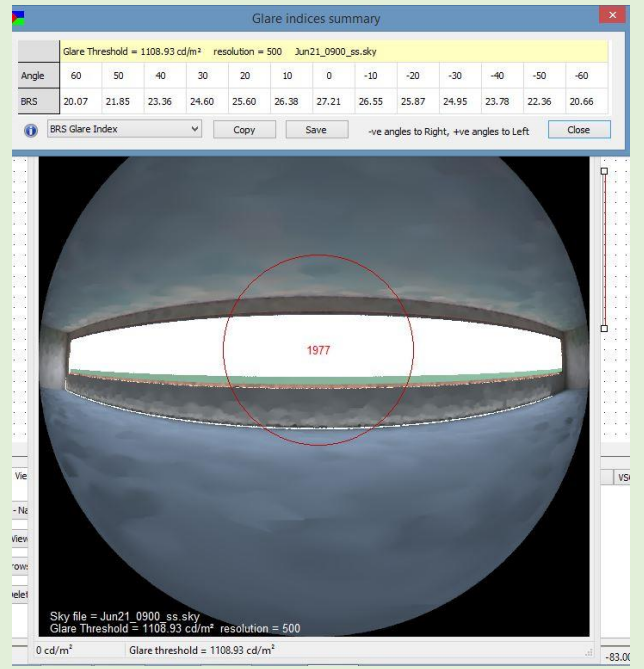 Glare indices summary
Glare Threshold = 1108.93 cd/m² resolution = 500 Jun21_0900_ss.sky
Angle 60 50 40 30 20 10 0 -10 -20 -30 -40 -50 -60
BRS 20.07 21.85 23.36 24.60 25.60 26.38 27.21 26.55 25.87 24.95 23.78 22.36 20.66
BRS Glare Index Copy Save -ve angles to Right, +ve angles to Left Close
1977
Sky file = Jun21_0900_ss.sky
Glare Threshold = 1108.93 cd/m² resolution = 500
0 cd/m² Glare threshold = 1108.93 cd/m²